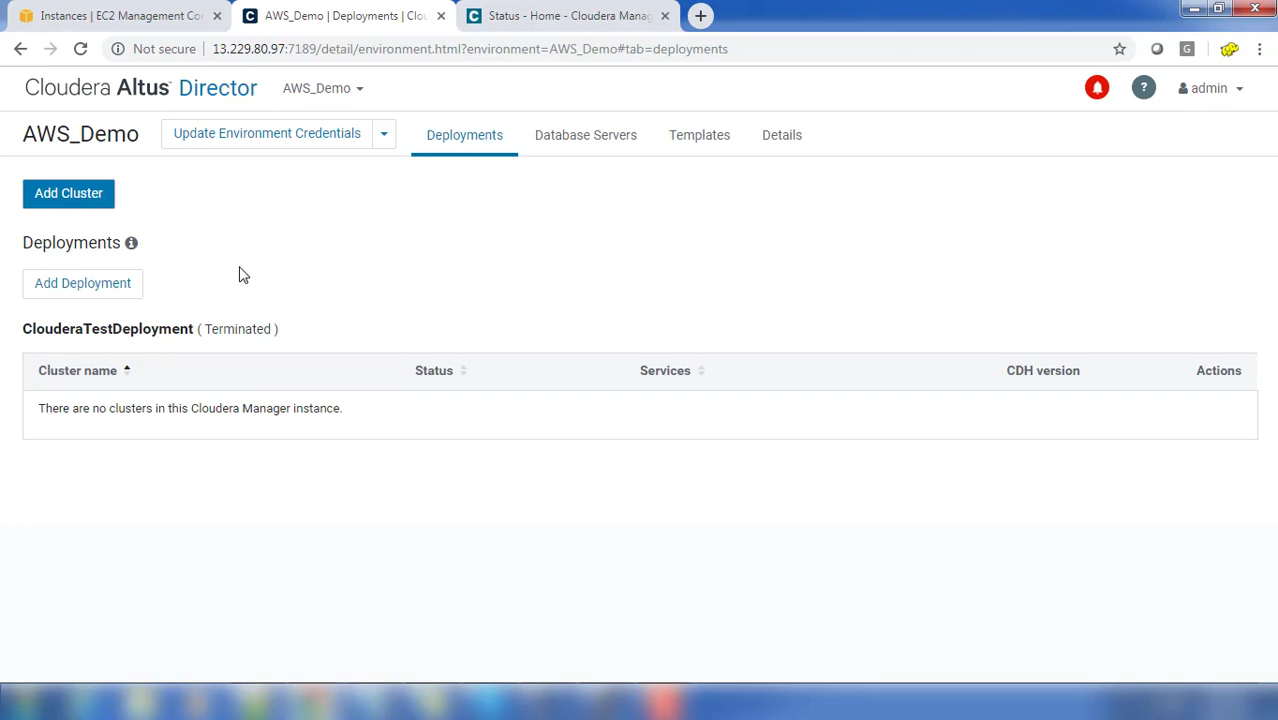 Instances | EC2 Management Co
AWS_Demo | Deployments | Clou
Status - Home - Cloudera Manag
Not secure 13.229.80.97:7189/detail/environment.html?environment=AWS_Demo#tab=deployments
Cloudera Altus Director AWS_Demo ? admin
AWS_Demo Update Environment Credentials Deployments Database Servers Templates Details
Add Cluster
Deployments
Add Deployment
ClouderaTestDeployment ( Terminated )
Cluster name Status Services CDH version Actions
There are no clusters in this Cloudera Manager instance.